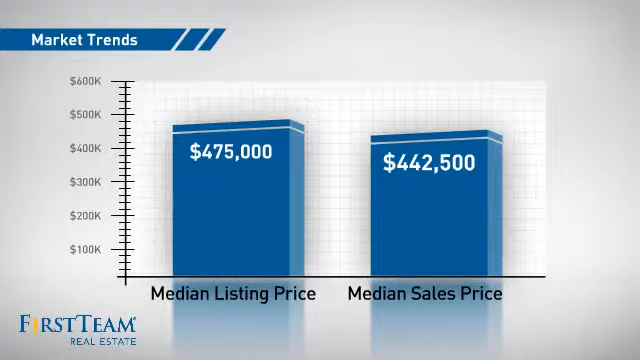 Market Trends
$600K
$500K
$400K
$300K
$200K
$100K
$475,000
$442,500
Median Listing Price
Median Sales Price
FIRSTTEAM®
REAL ESTATE